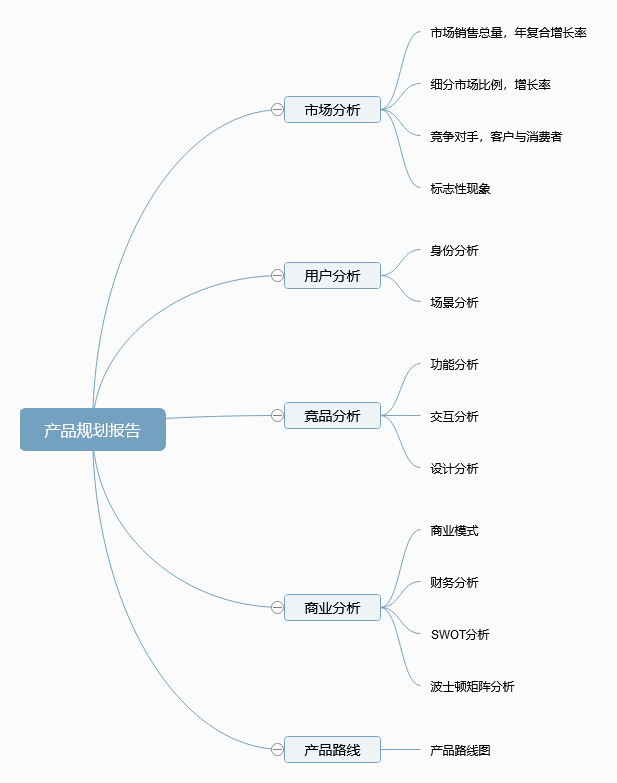 产品规划报告
市场分析
市场销售总量，年复合增长率
细分市场比例，增长率
竞争对手，客户与消费者
标志性现象
用户分析
身份分析
场景分析
竟品分析
功能分析
交互分析
设计分析
商业分析
商业模式
财务分析
SWOT分析
波士顿矩阵分析
产品路线
产品路线图